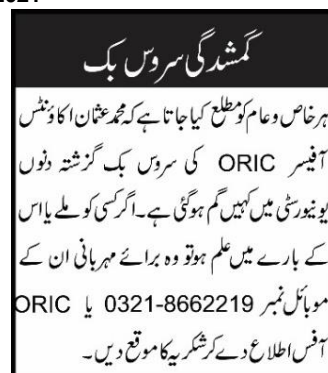 گمشدگی سروس بک
ہر خاص و عام کو مطلع کیا جاتا ہے کہ محمد عثمان اکاؤنٹس
آفیسر ORIC کی سروس بک گزشتہ دنوں
یونیورسٹی میں کہیں گم ہوگئی ہے۔ اگر کسی کو ملے یا اس
کے بارے میں علم ہو تو وہ برائے مہربانی ان کے
موبائل نمبر 0321-8662219 یا ORIC
آفس اطلاع دے کر شکریہ کا موقع دیں۔